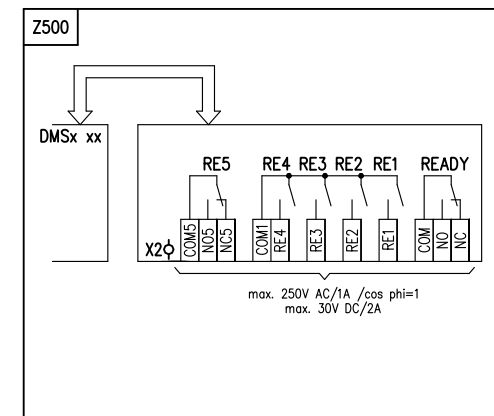 Z500
DMSx xx
RE5 RE4 RE3 RE2 RE1 READY
X2
COM5 NO5 NC5 COM1 RE4 RE3 RE2 RE1 COM NO NC
max. 250V AC/1A /cos phi=1
max. 30V DC/2A